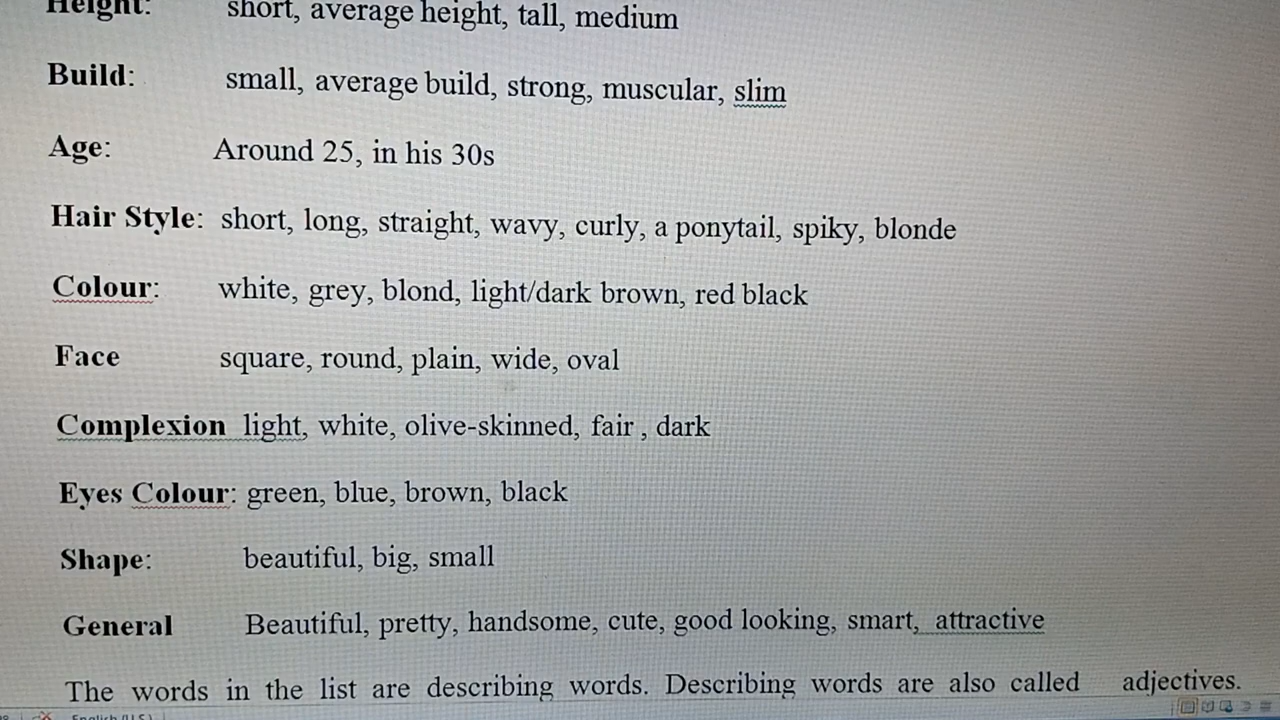 Height: short, average height, tall, medium
Build: small, average build, strong, muscular, slim
Age: Around 25, in his 30s
Hair Style: short, long, straight, wavy, curly, a ponytail, spiky, blonde
Colour: white, grey, blond, light/dark brown, red black
Face square, round, plain, wide, oval
Complexion light, white, olive-skinned, fair , dark
Eyes Colour: green, blue, brown, black
Shape: beautiful, big, small
General Beautiful, pretty, handsome, cute, good looking, smart, attractive
The words in the list are describing words. Describing words are also called adjectives.
English (U.S.)